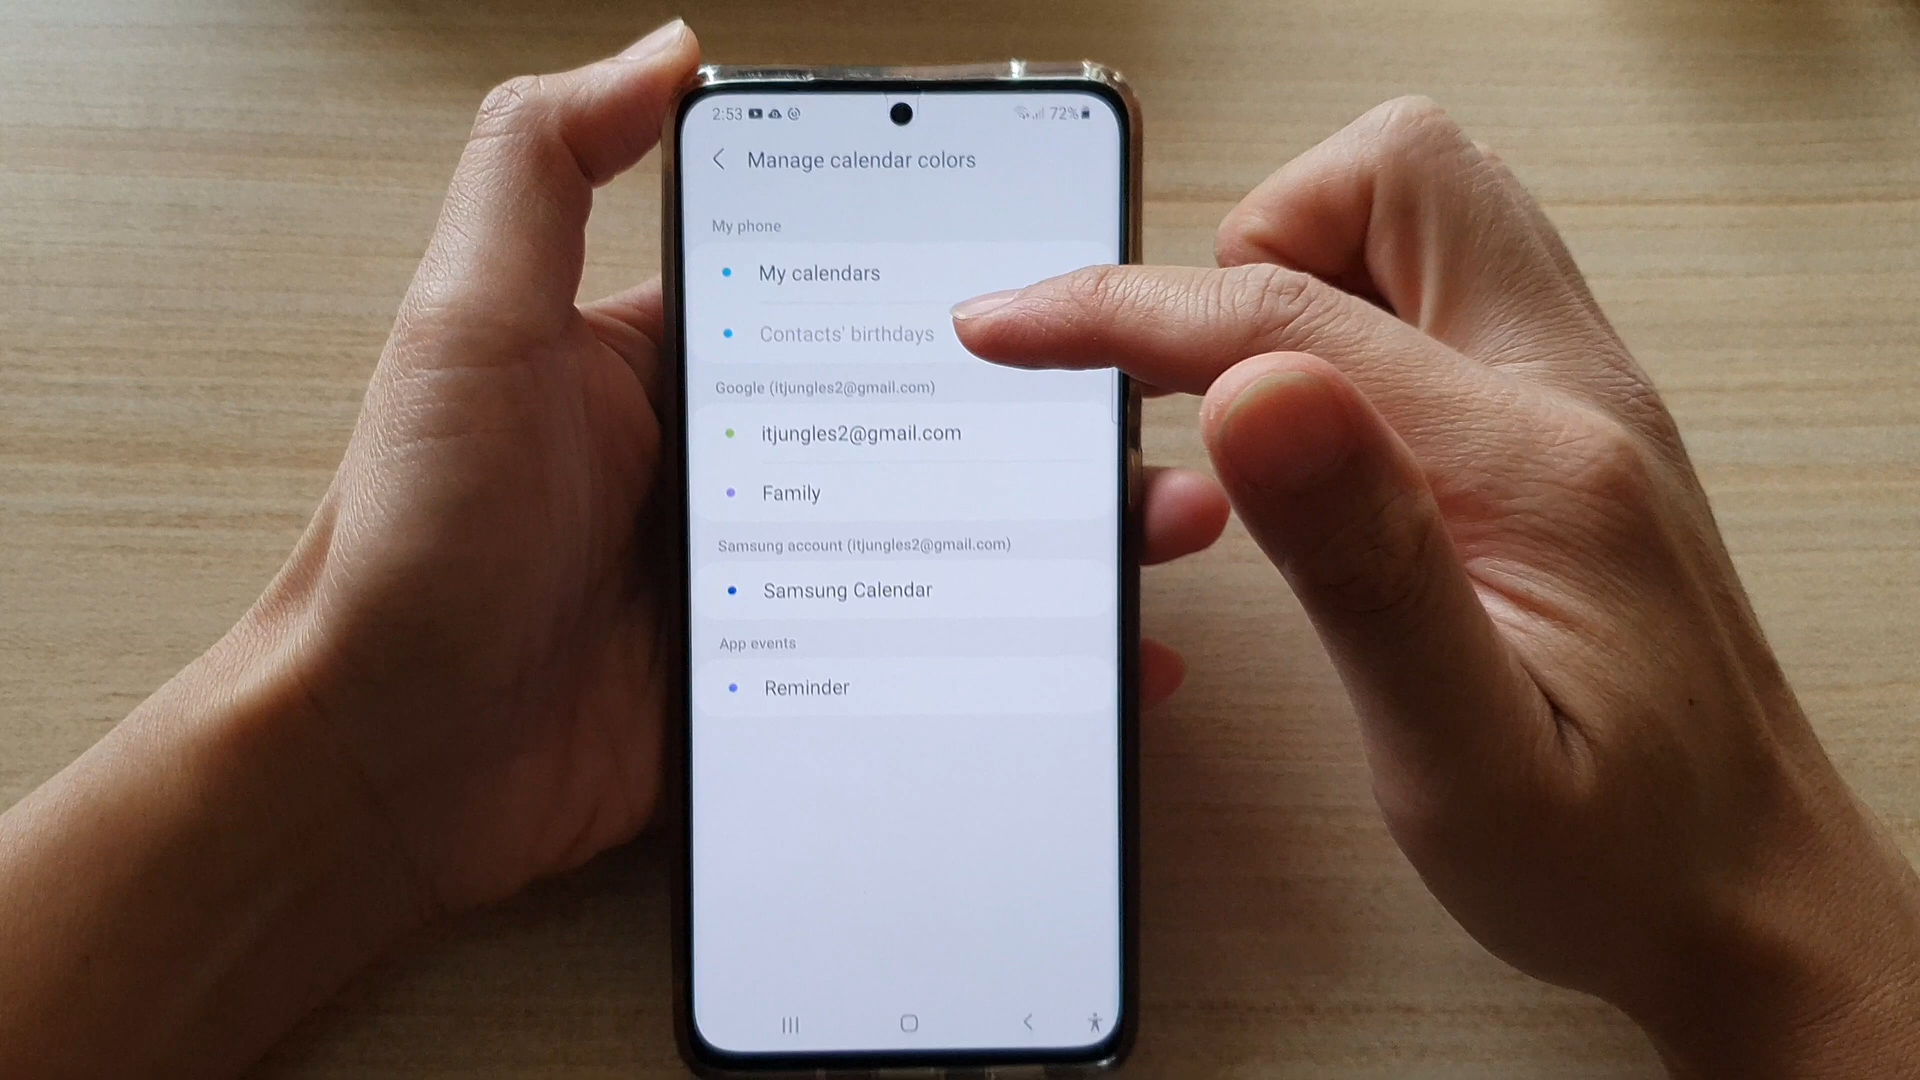 2:53 72%
Manage calendar colors
My phone
My calendars
Contacts' birthdays
Google (itjungles2@gmail.com)
itjungles2@gmail.com
Family
Samsung account (itjungles2@gmail.com)
Samsung Calendar
App events
Reminder